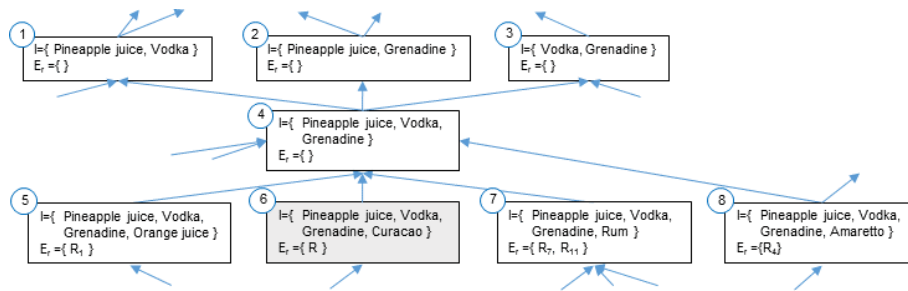 1
I={ Pineapple juice, Vodka }
Er ={ }
2
I={ Pineapple juice, Grenadine }
Er ={ }
3
I={ Vodka, Grenadine }
Er ={ }
4
I={ Pineapple juice, Vodka,
Grenadine }
Er ={ }
5
I={ Pineapple juice, Vodka,
Grenadine, Orange juice }
Er ={ R1 }
6
I={ Pineapple juice, Vodka,
Grenadine, Curacao }
Er ={ R }
7
I={ Pineapple juice, Vodka,
Grenadine, Rum }
Er ={ R7, R11 }
8
I={ Pineapple juice, Vodka,
Grenadine, Amaretto }
Er ={R4}